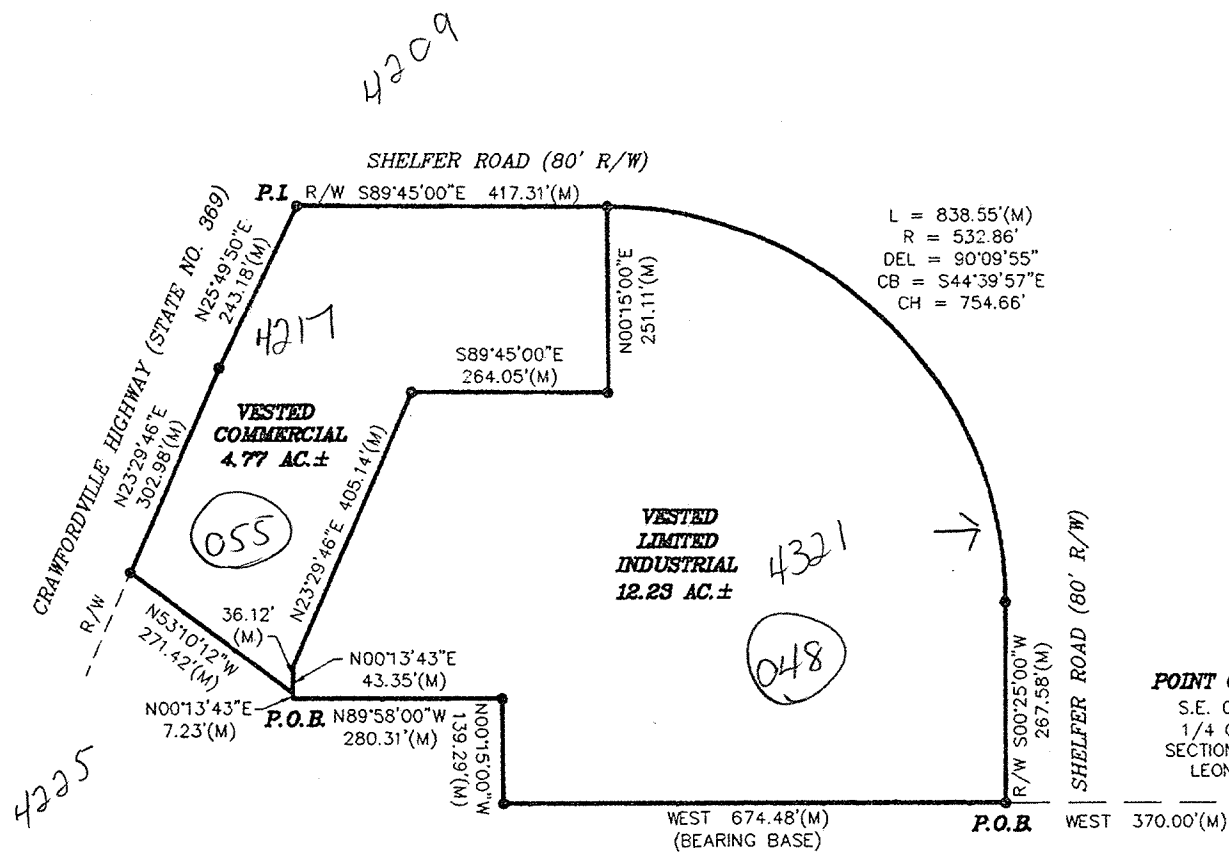 4209
SHELFER ROAD (80' R/W)
P.I.
R/W S89°45'00"E 417.31'(M)
L = 838.55'(M)
R = 532.86'
DEL = 90°09'55"
CB = S44°39'57"E
CH = 754.66'
CRAWFORDVILLE HIGHWAY (STATE NO. 369)
N25°49'50"E
243.18'(M)
4217
N00°15'00"E
251.11'(M)
S89°45'00"E
264.05'(M)
N23°29'46"E
302.98'(M)
VESTED
COMMERCIAL
4.77 AC.±
055
N23°29'46"E 405.14'(M)
VESTED
LIMITED
INDUSTRIAL
12.23 AC.±
4321
048
R/W
N53°10'12"W
271.42'(M)
36.12'
(M)
N00°13'43"E
43.35'(M)
N00°13'43"E
7.23'(M)
P.O.B.
N89°58'00"W
280.31'(M)
N00°15'00"W
139.29'(M)
R/W S00°25'00"W
267.58'(M)
SHELFER ROAD (80' R/W)
POINT
S.E.
1/4
SECTION
LEON
4225
WEST 674.48'(M)
(BEARING BASE)
P.O.B.
WEST 370.00'(M)